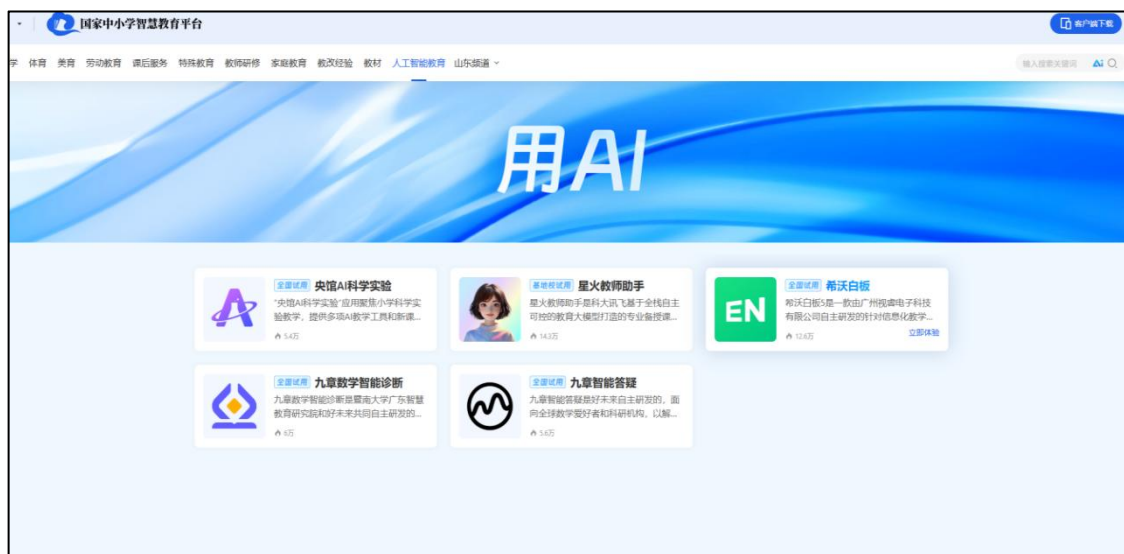 国家中小学智慧教育平台
客户端下载
学 体育 美育 劳动教育 课后服务 特殊教育 教师研修 家庭教育 教改经验 教材 人工智能教育 山东频道
输入搜索关键词 Ai
用AI
全国试用 央馆AI科学实验
“央馆AI科学实验”应用聚焦小学科学实
验教学，提供多项AI教学工具和新课...
5.4万
基地校试用 星火教师助手
星火教师助手是科大讯飞基于全栈自主
可控的教育大模型打造的专业备授课...
14.3万
EN
全国试用 希沃白板
希沃白板5是一款由广州视睿电子科技
有限公司自主研发的针对信息化教学...
12.6万 立即体验
全国试用 九章数学智能诊断
九章数学智能诊断是暨南大学广东智慧
教育研究院和好未来共同自主研发的...
6万
全国试用 九章智能答疑
九章智能答疑是好未来自主研发的，面
向全球数学爱好者和科研机构，以解...
5.6万